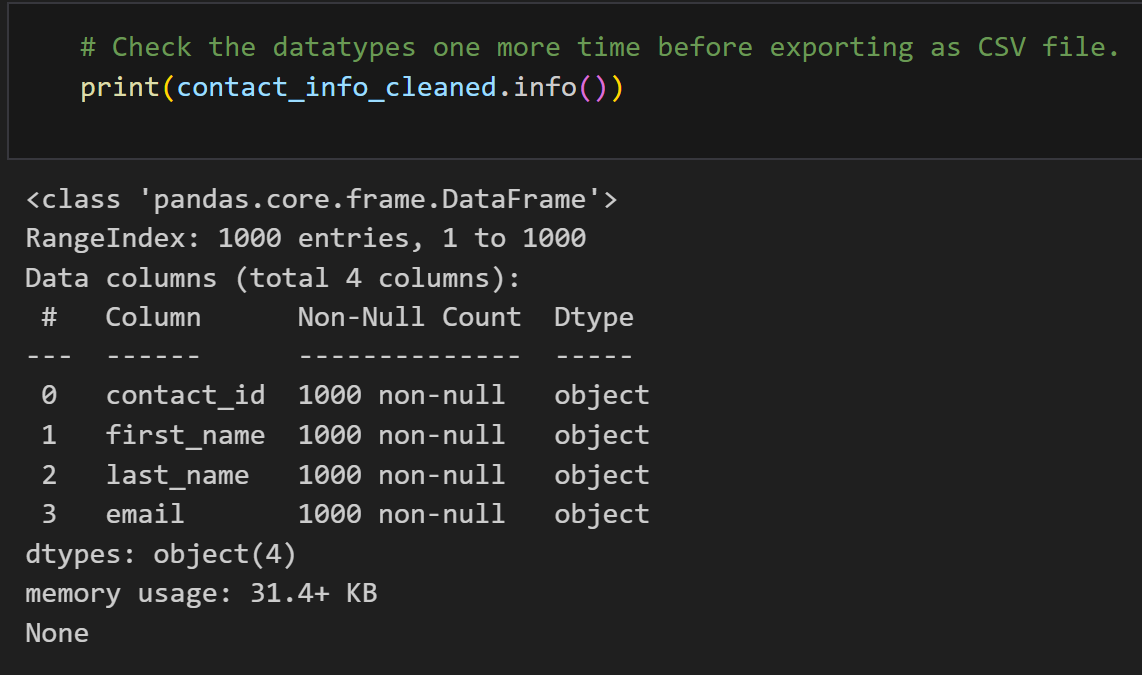 # Check the datatypes one more time before exporting as CSV file.
print(contact_info_cleaned.info())
<class 'pandas.core.frame.DataFrame'>
RangeIndex: 1000 entries, 1 to 1000
Data columns (total 4 columns):
 #   Column      Non-Null Count  Dtype
---  ------      --------------  -----
 0   contact_id  1000 non-null   object
 1   first_name  1000 non-null   object
 2   last_name   1000 non-null   object
 3   email       1000 non-null   object
dtypes: object(4)
memory usage: 31.4+ KB
None